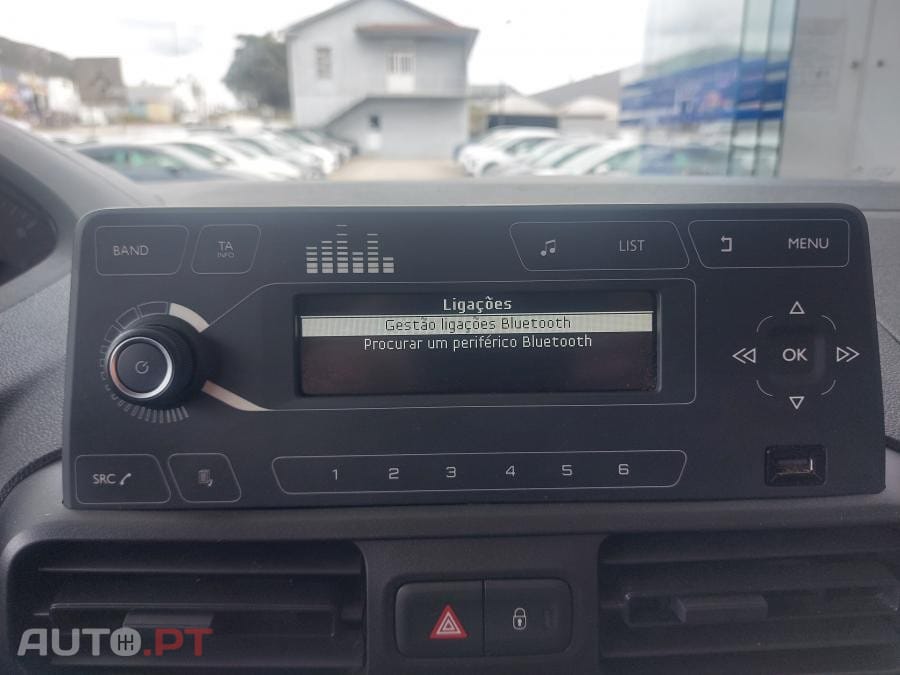 BAND
TA
INFO
LIST
MENU
Ligações
Gestão ligações Bluetooth
Procurar um periférico Bluetooth
OK
SRC
1 2 3 4 5 6
AUTO.PT